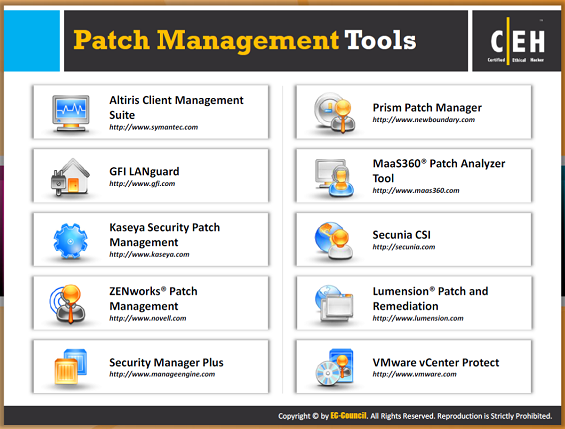 Patch Management Tools
C|EH
Certified Ethical Hacker
Altiris Client Management
Suite
http://www.symantec.com
GFI LANguard
http://www.gfi.com
Kaseya Security Patch
Management
http://www.kaseya.com
ZENworks® Patch
Management
http://www.novell.com
Security Manager Plus
http://www.manageengine.com
Prism Patch Manager
http://www.newboundary.com
MaaS360® Patch Analyzer
Tool
http://www.maas360.com
Secunia CSI
http://secunia.com
Lumension® Patch and
Remediation
http://www.lumension.com
VMware vCenter Protect
http://www.vmware.com
Copyright © by EC-Council. All Rights Reserved. Reproduction is Strictly Prohibited.